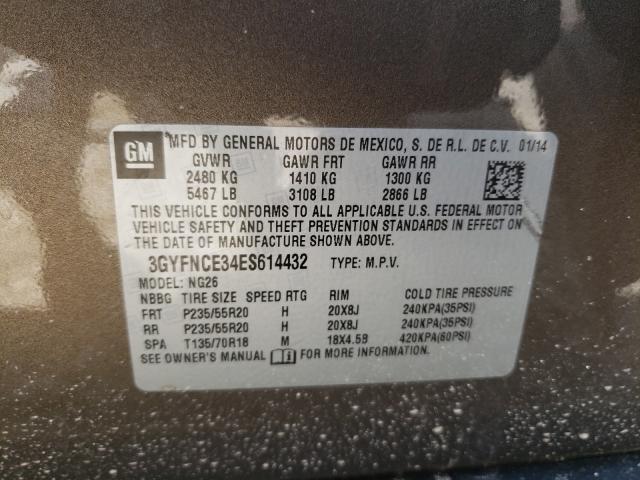 GM MFD BY GENERAL MOTORS DE MEXICO, S. DE R.L. DE C.V. 01/14
GVWR GAWR FRT GAWR RR
2480 KG 1410 KG 1300 KG
5467 LB 3108 LB 2866 LB
THIS VEHICLE CONFORMS TO ALL APPLICABLE U.S. FEDERAL MOTOR
VEHICLE SAFETY AND THEFT PREVENTION STANDARDS IN EFFECT ON
THE DATE OF MANUFACTURE SHOWN ABOVE.
3GYFNCE34ES614432 TYPE: M.P.V.
MODEL: NG26
NBBG TIRE SIZE SPEED RTG RIM COLD TIRE PRESSURE
FRT P235/55R20 H 20X8J 240KPA(35PSI)
RR P235/55R20 H 20X8J 240KPA(35PSI)
SPA T135/70R18 M 18X4.5B 420KPA(60PSI)
SEE OWNER'S MANUAL FOR MORE INFORMATION.